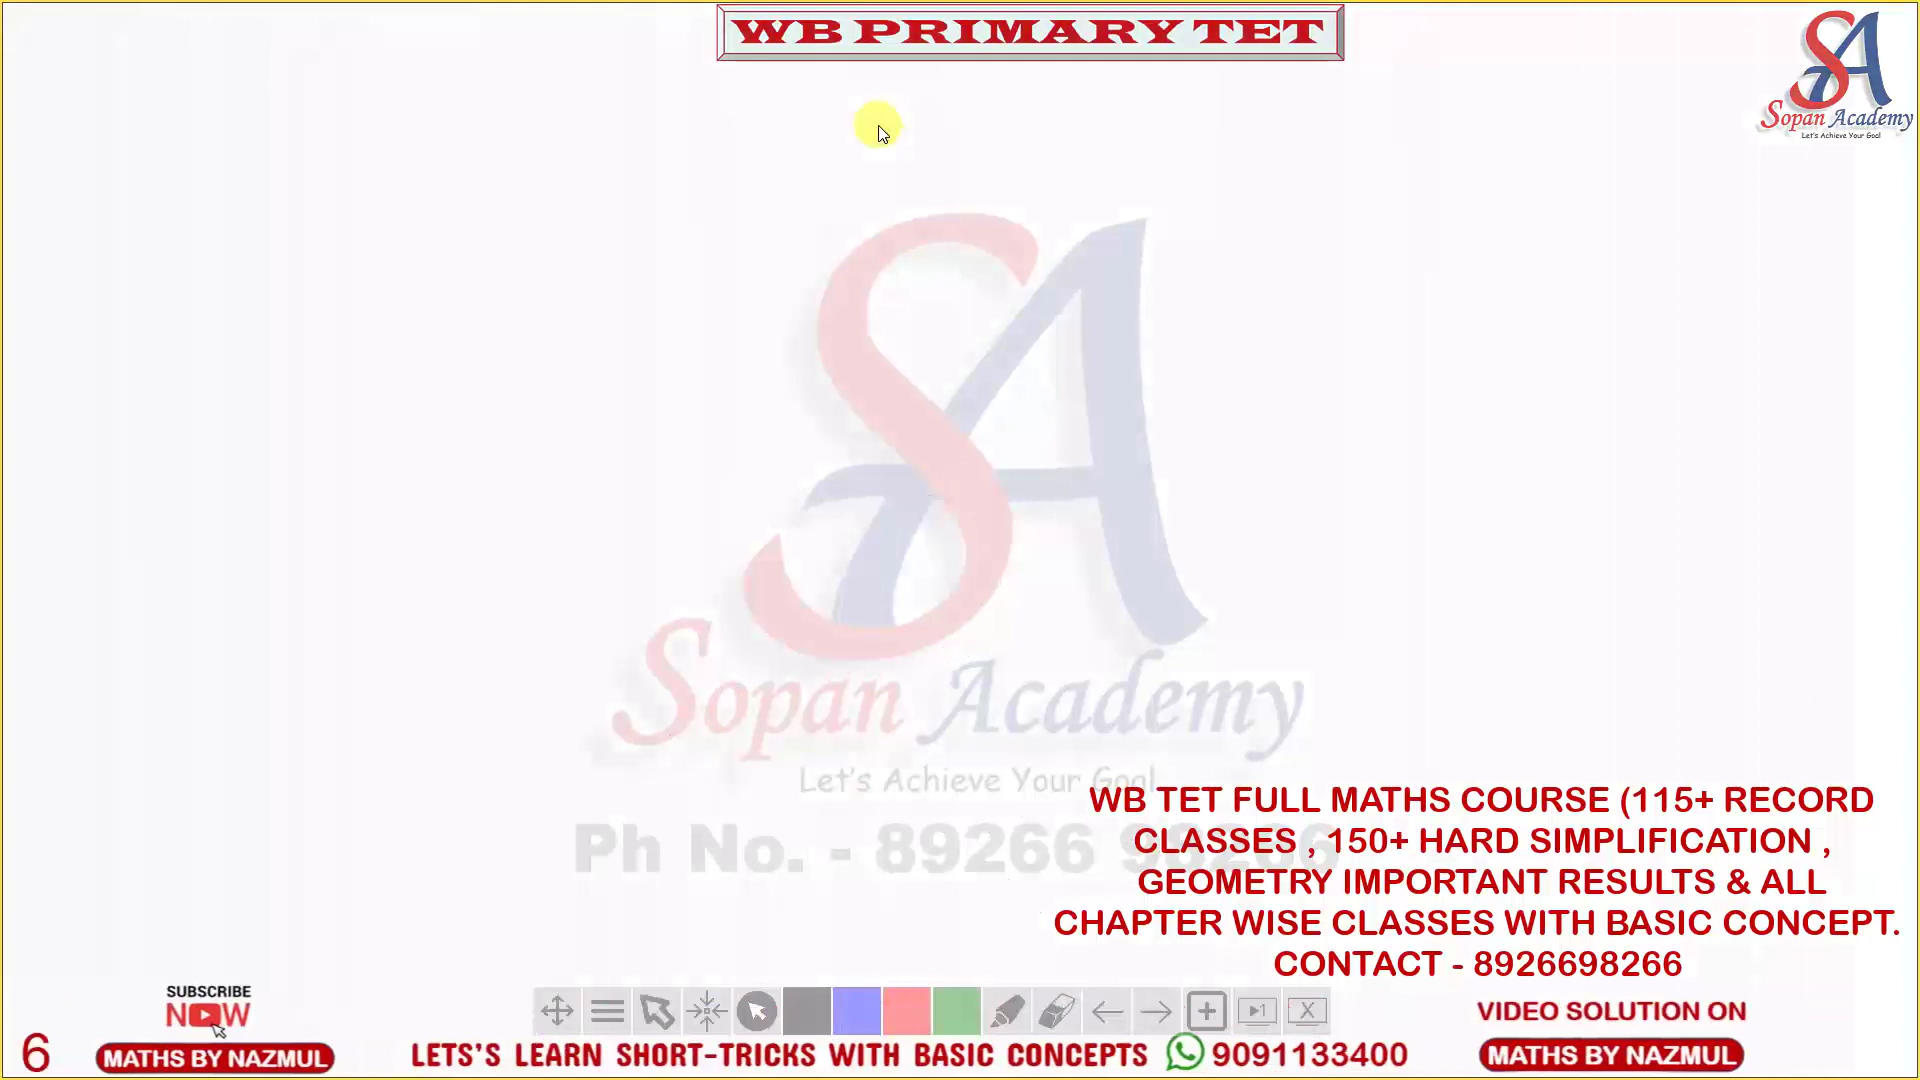 WB PRIMARY TET
SA
Sopan Academy
Let's Achieve Your Goal
SA
Sopan Academy
Let's Achieve Your Goal
Ph No. - 89266 98266
WB TET FULL MATHS COURSE (115+ RECORD
CLASSES , 150+ HARD SIMPLIFICATION ,
GEOMETRY IMPORTANT RESULTS & ALL
CHAPTER WISE CLASSES WITH BASIC CONCEPT.
CONTACT - 8926698266
SUBSCRIBE
NOW
VIDEO SOLUTION ON
6
MATHS BY NAZMUL
LETS'S LEARN SHORT-TRICKS WITH BASIC CONCEPTS
9091133400
MATHS BY NAZMUL